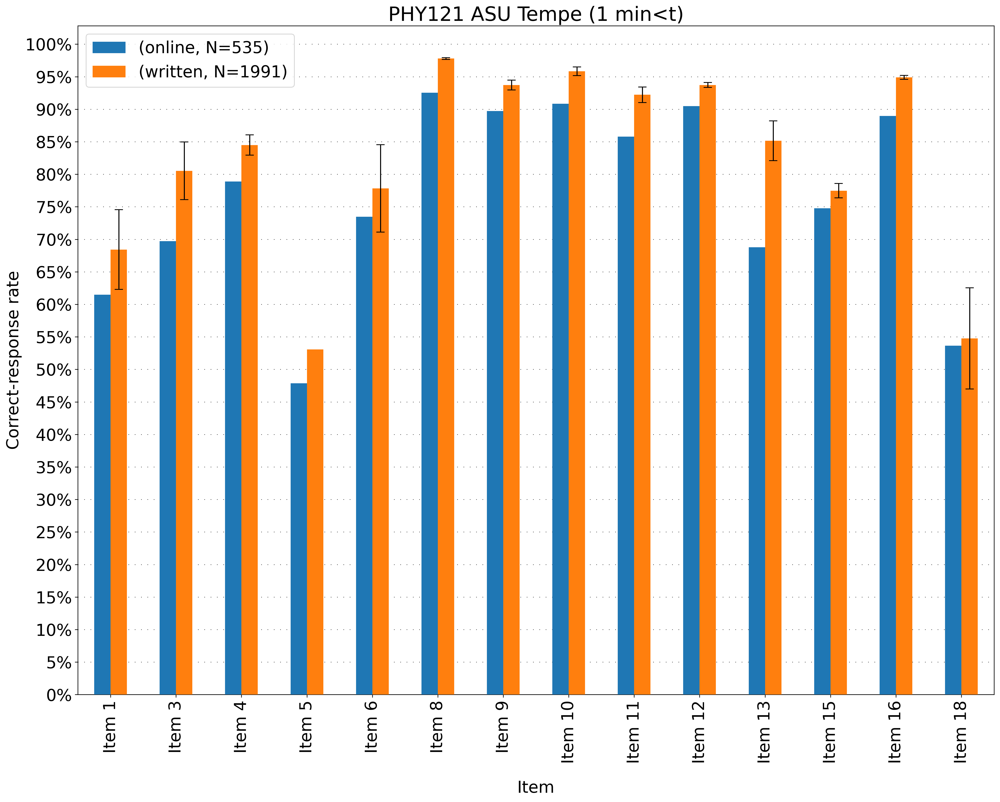 PHY121 ASU Tempe (1 min<t)
(online, N=535)
(written, N=1991)
Correct-response rate
100%
95%
90%
85%
80%
75%
70%
65%
60%
55%
50%
45%
40%
35%
30%
25%
20%
15%
10%
5%
0%
Item 1
Item 3
Item 4
Item 5
Item 6
Item 8
Item 9
Item 10
Item 11
Item 12
Item 13
Item 15
Item 16
Item 18
Item